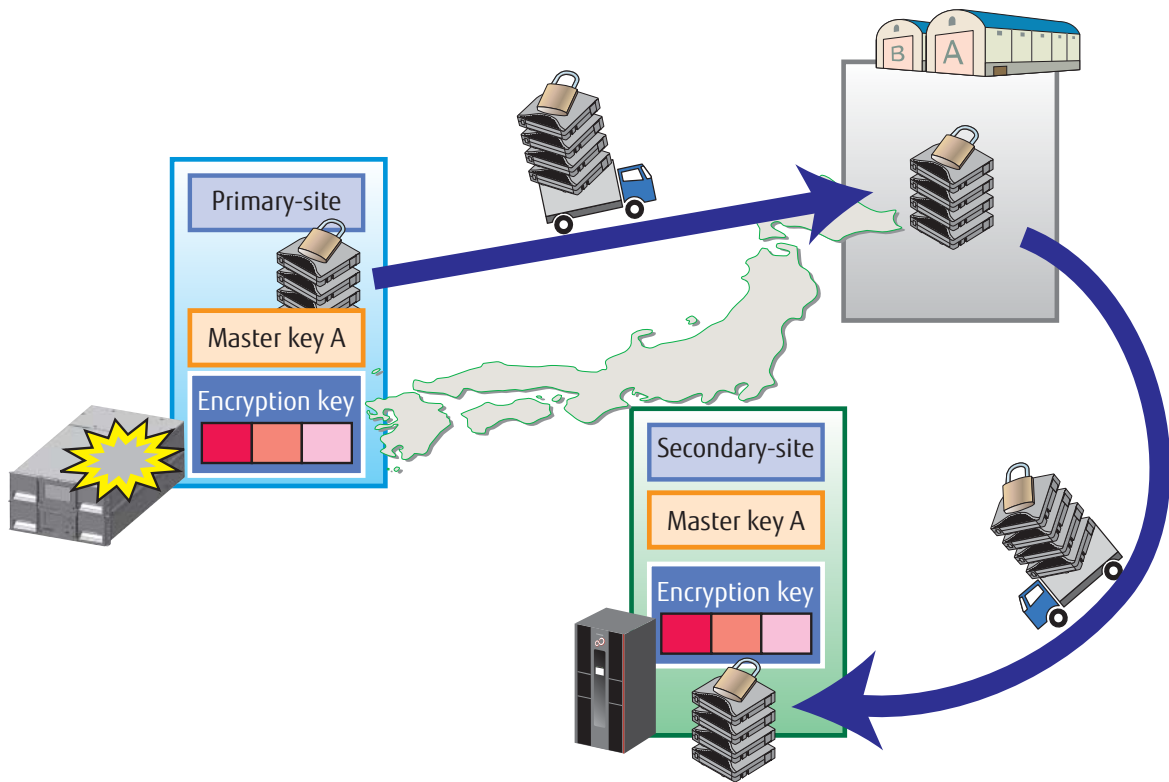 B A
Primary-site
Master key A
Encryption key
Secondary-site
Master key A
Encryption key